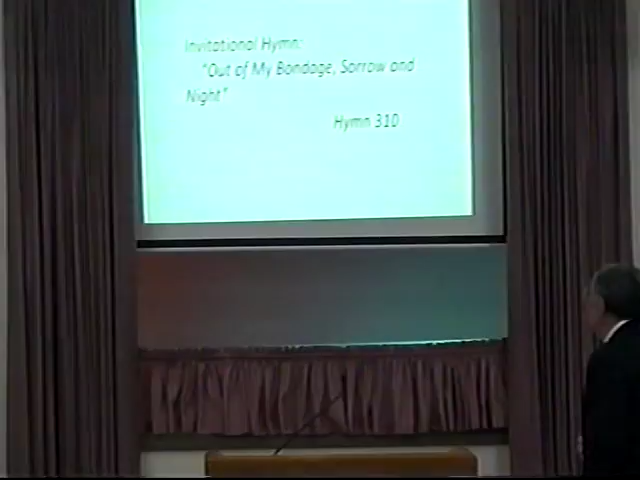 Invitational Hymn:
"Out of My Bondage, Sorrow and
Night"
Hymn 310